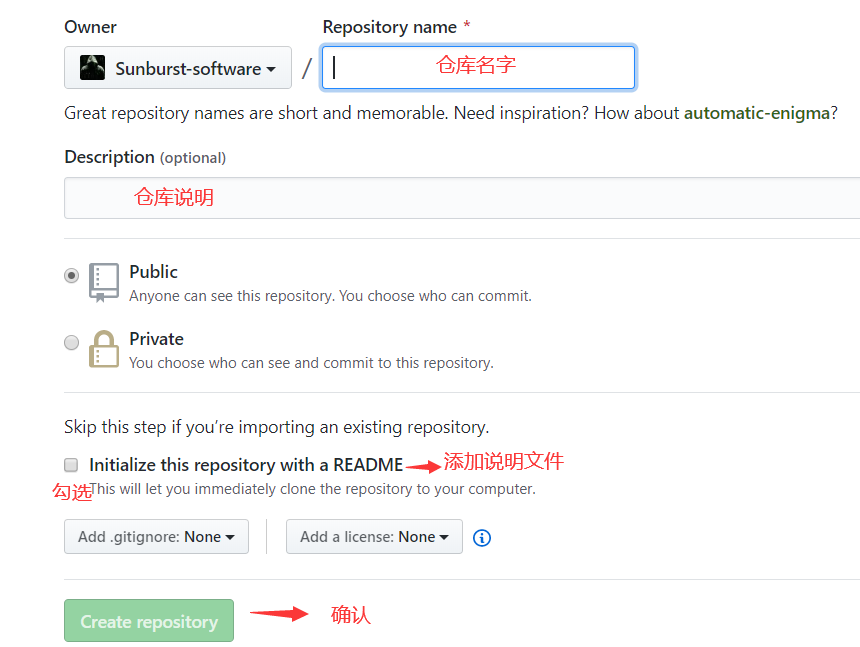 Owner
Repository name *
Sunburst-software / 仓库名字
Great repository names are short and memorable. Need inspiration? How about automatic-enigma?
Description (optional)
仓库说明
Public
Anyone can see this repository. You choose who can commit.
Private
You choose who can see and commit to this repository.
Skip this step if you’re importing an existing repository.
Initialize this repository with a README 添加说明文件
勾选 This will let you immediately clone the repository to your computer.
Add .gitignore: None
Add a license: None
Create repository 确认